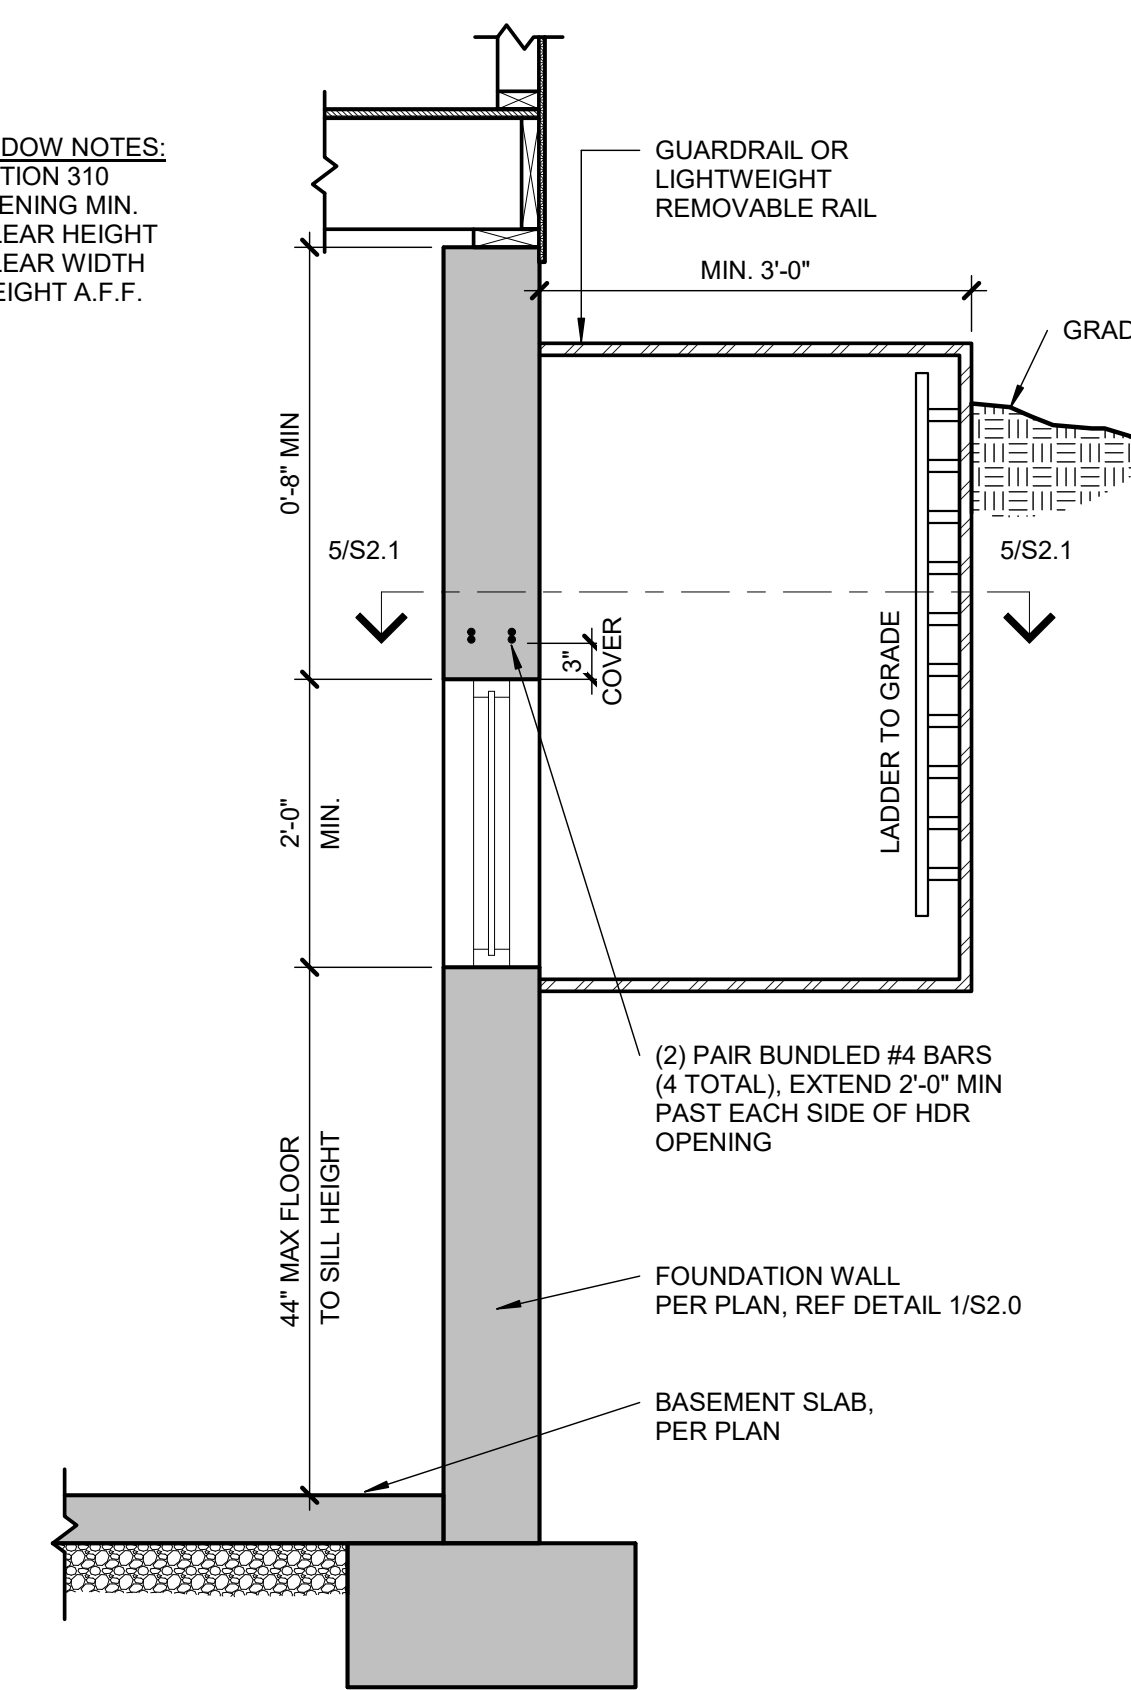 DOW NOTES:
TION 310
ENING MIN.
LEAR HEIGHT
LEAR WIDTH
EIGHT A.F.F.
GUARDRAIL OR
LIGHTWEIGHT
REMOVABLE RAIL
MIN. 3'-0"
GRAD
0'-8" MIN
5/S2.1
5/S2.1
3"
COVER
LADDER TO GRADE
2'-0"
MIN.
(2) PAIR BUNDLED #4 BARS
(4 TOTAL), EXTEND 2'-0" MIN
PAST EACH SIDE OF HDR
OPENING
44" MAX FLOOR
TO SILL HEIGHT
FOUNDATION WALL
PER PLAN, REF DETAIL 1/S2.0
BASEMENT SLAB,
PER PLAN